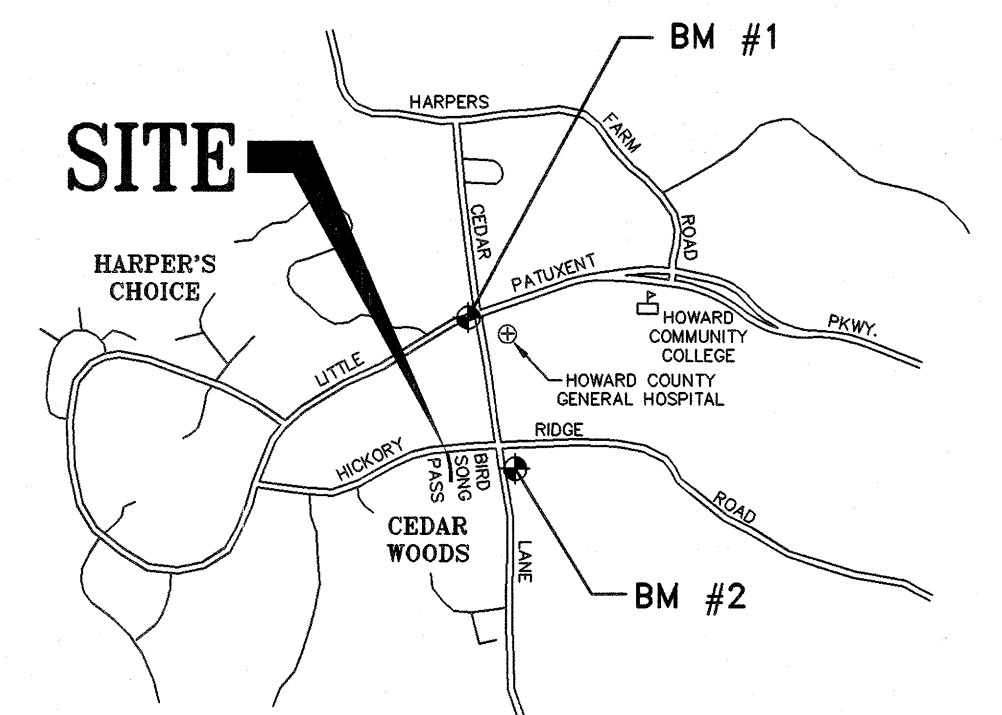 BM #1
HARPERS
FARM
ROAD
SITE
CEDAR
HARPER'S
CHOICE
PATUXENT
PKWY.
HOWARD
COMMUNITY
COLLEGE
LITTLE
HOWARD COUNTY
GENERAL HOSPITAL
HICKORY
RIDGE
ROAD
BIRD
SONG
PASS
CEDAR
WOODS
LANE
BM #2